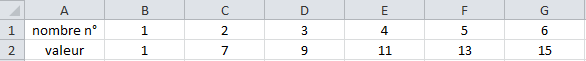 A B C D E F G
1 nombre n° 1 2 3 4 5 6
2 valeur 1 7 9 11 13 15